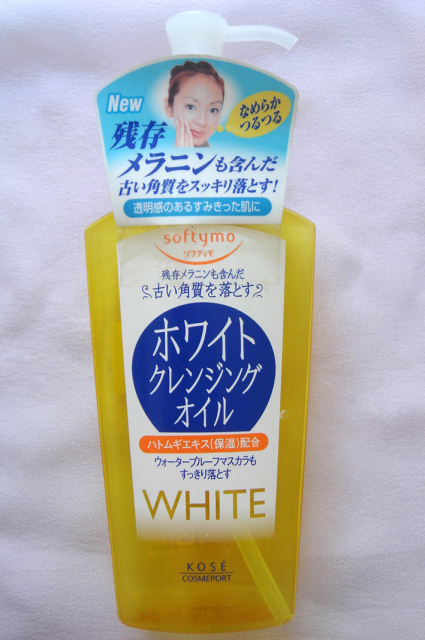 New
なめらか
つるつる
残存
メラニンも含んだ
古い角質をスッキリ落とす!
透明感のあるすみきった肌に
softymo
ソフティモ
残存メラニンも含んだ
古い角質を落とす
ホワイト
クレンジング
オイル
ハトムギエキス(保湿)配合
ウォータープルーフマスカラも
すっきり落とす
WHITE
KOSÉ
COSMEPORT